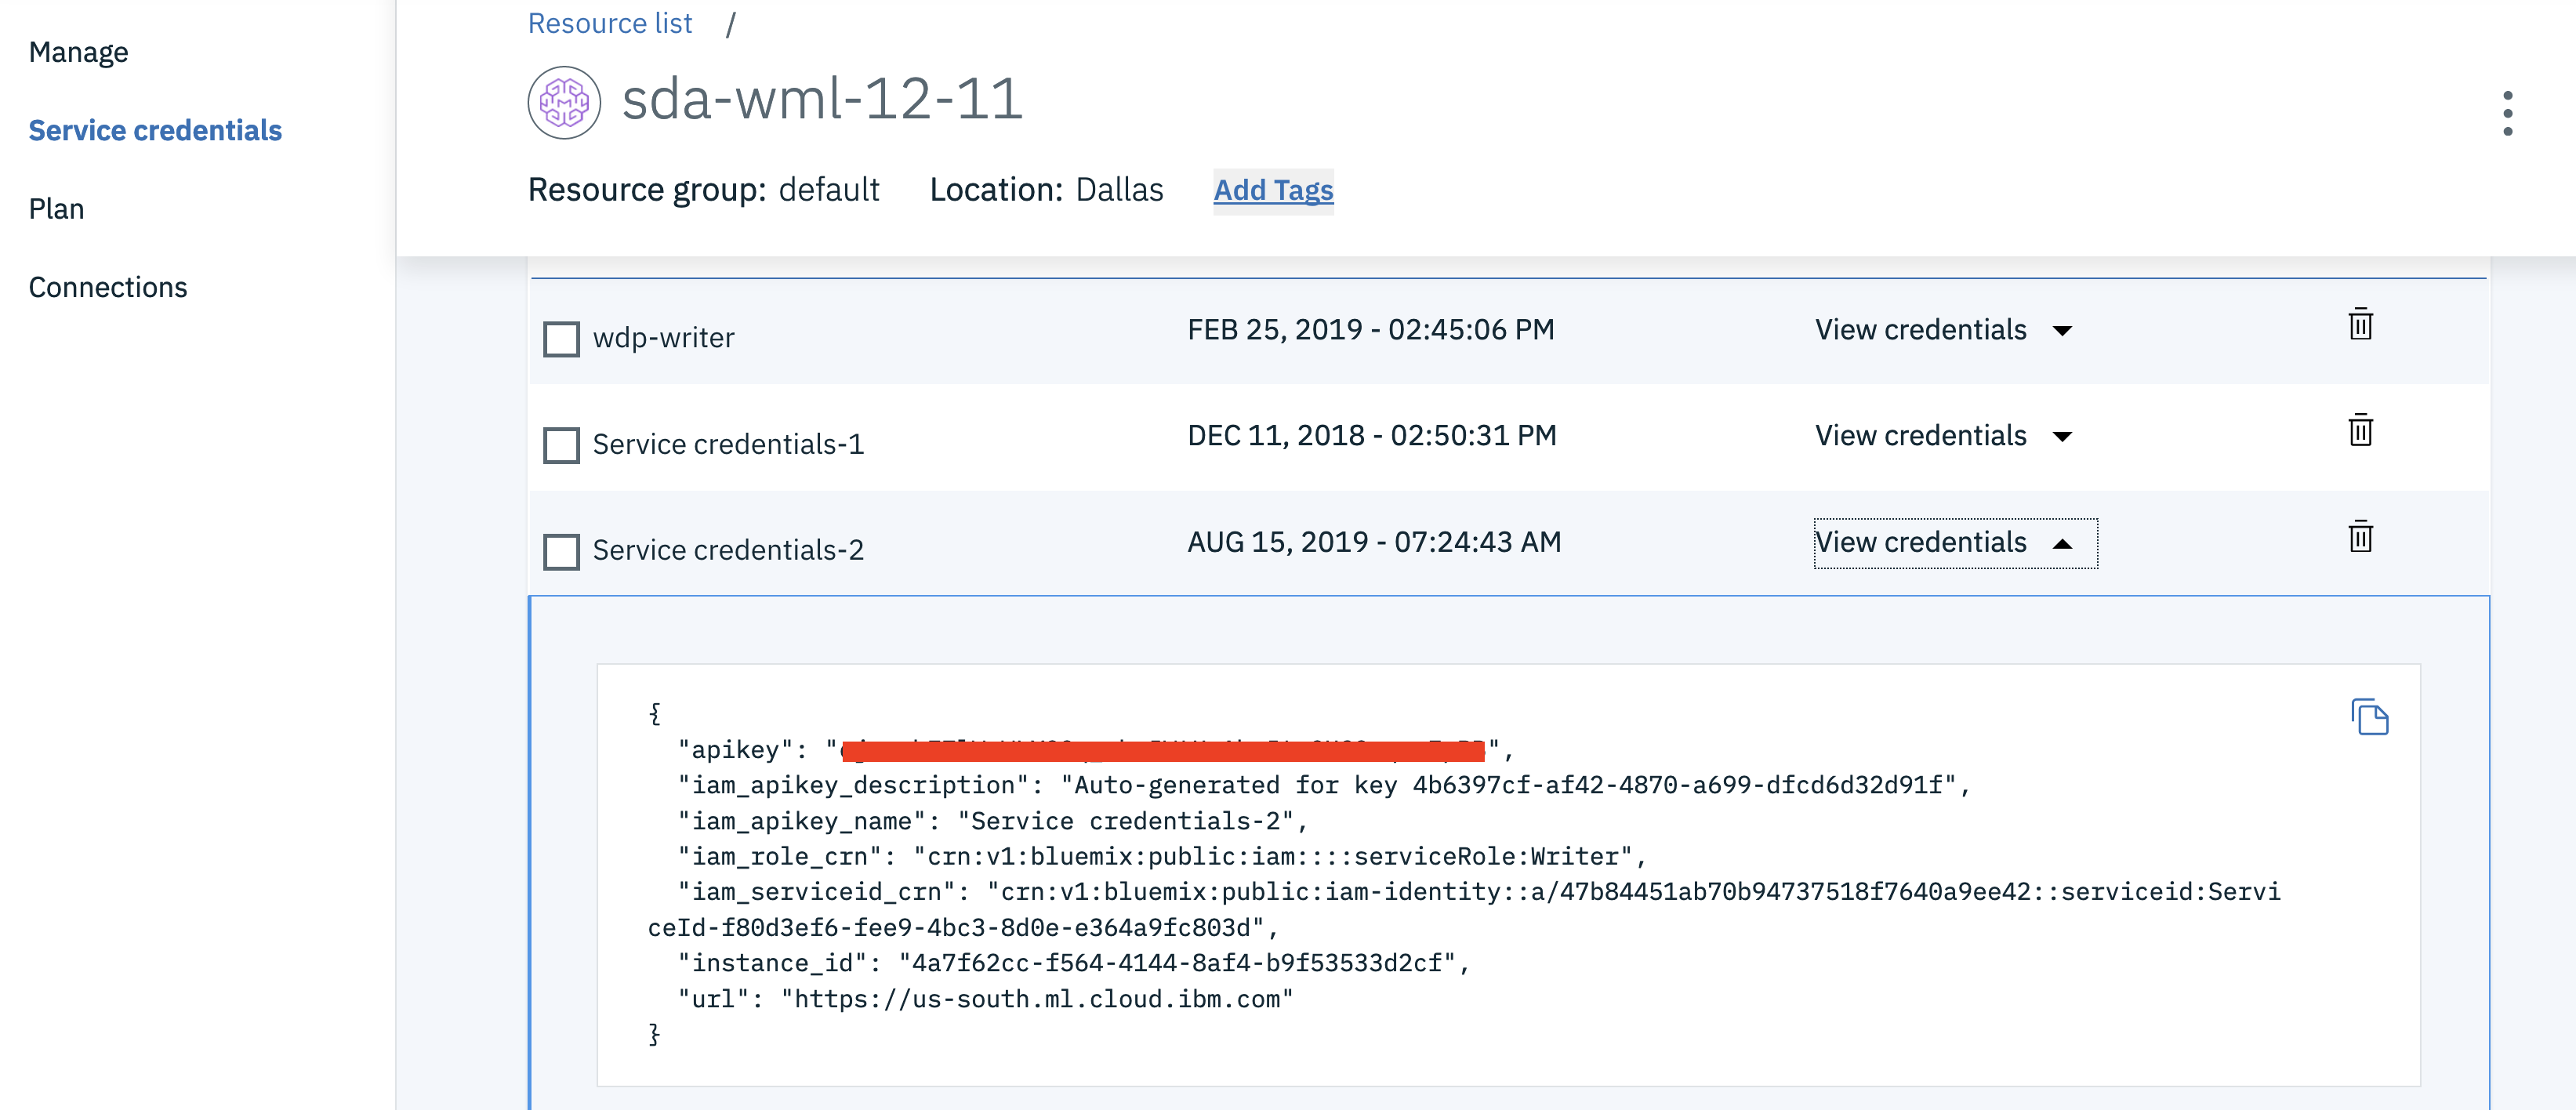 Manage
Service credentials
Plan
Connections
Resource list /
sda-wml-12-11
Resource group: default Location: Dallas Add Tags
wdp-writer FEB 25, 2019 - 02:45:06 PM View credentials
Service credentials-1 DEC 11, 2018 - 02:50:31 PM View credentials
Service credentials-2 AUG 15, 2019 - 07:24:43 AM View credentials
{
"apikey": "",
"iam_apikey_description": "Auto-generated for key 4b6397cf-af42-4870-a699-dfcd6d32d91f",
"iam_apikey_name": "Service credentials-2",
"iam_role_crn": "crn:v1:bluemix:public:iam::::serviceRole:Writer",
"iam_serviceid_crn": "crn:v1:bluemix:public:iam-identity::a/47b84451ab70b94737518f7640a9ee42::serviceid:Servi
ceId-f80d3ef6-fee9-4bc3-8d0e-e364a9fc803d",
"instance_id": "4a7f62cc-f564-4144-8af4-b9f53533d2cf",
"url": "https://us-south.ml.cloud.ibm.com"
}